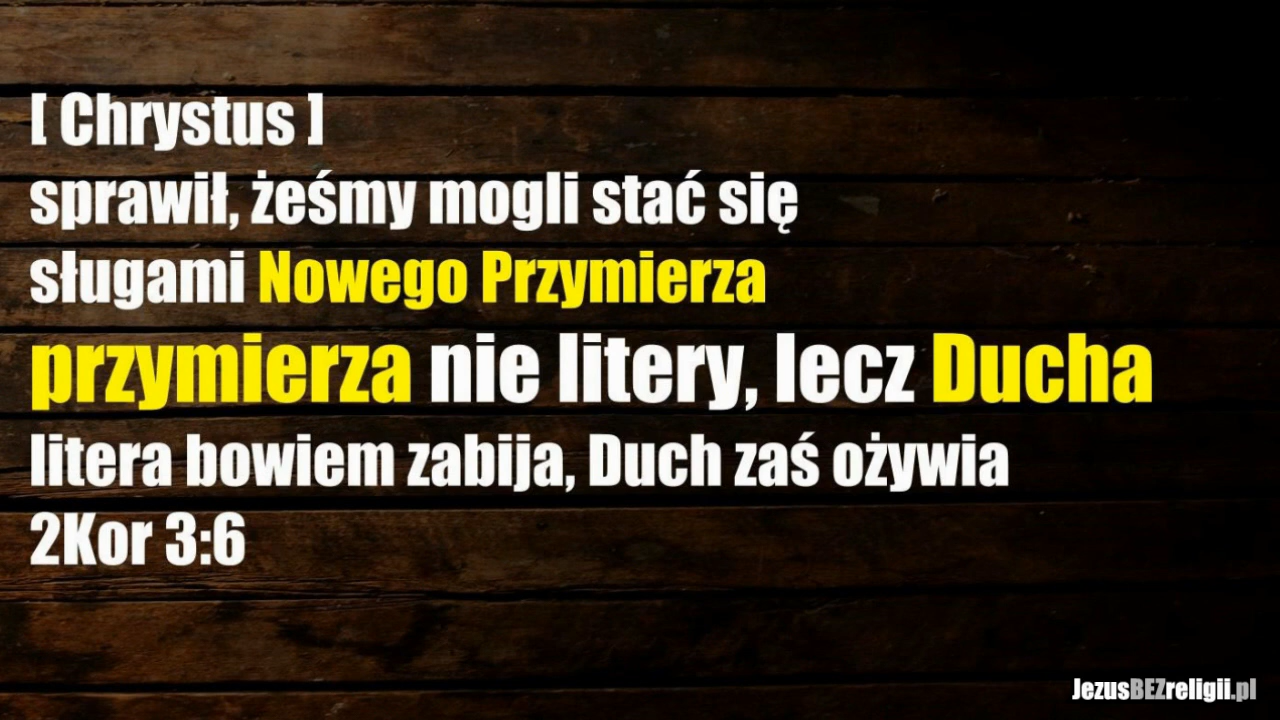 [ Chrystus ]
sprawił, żeśmy mogli stać się
sługami Nowego Przymierza
przymierza nie litery, lecz Ducha
litera bowiem zabija, Duch zaś ożywia
2Kor 3:6
JezusBEZreligii.pl